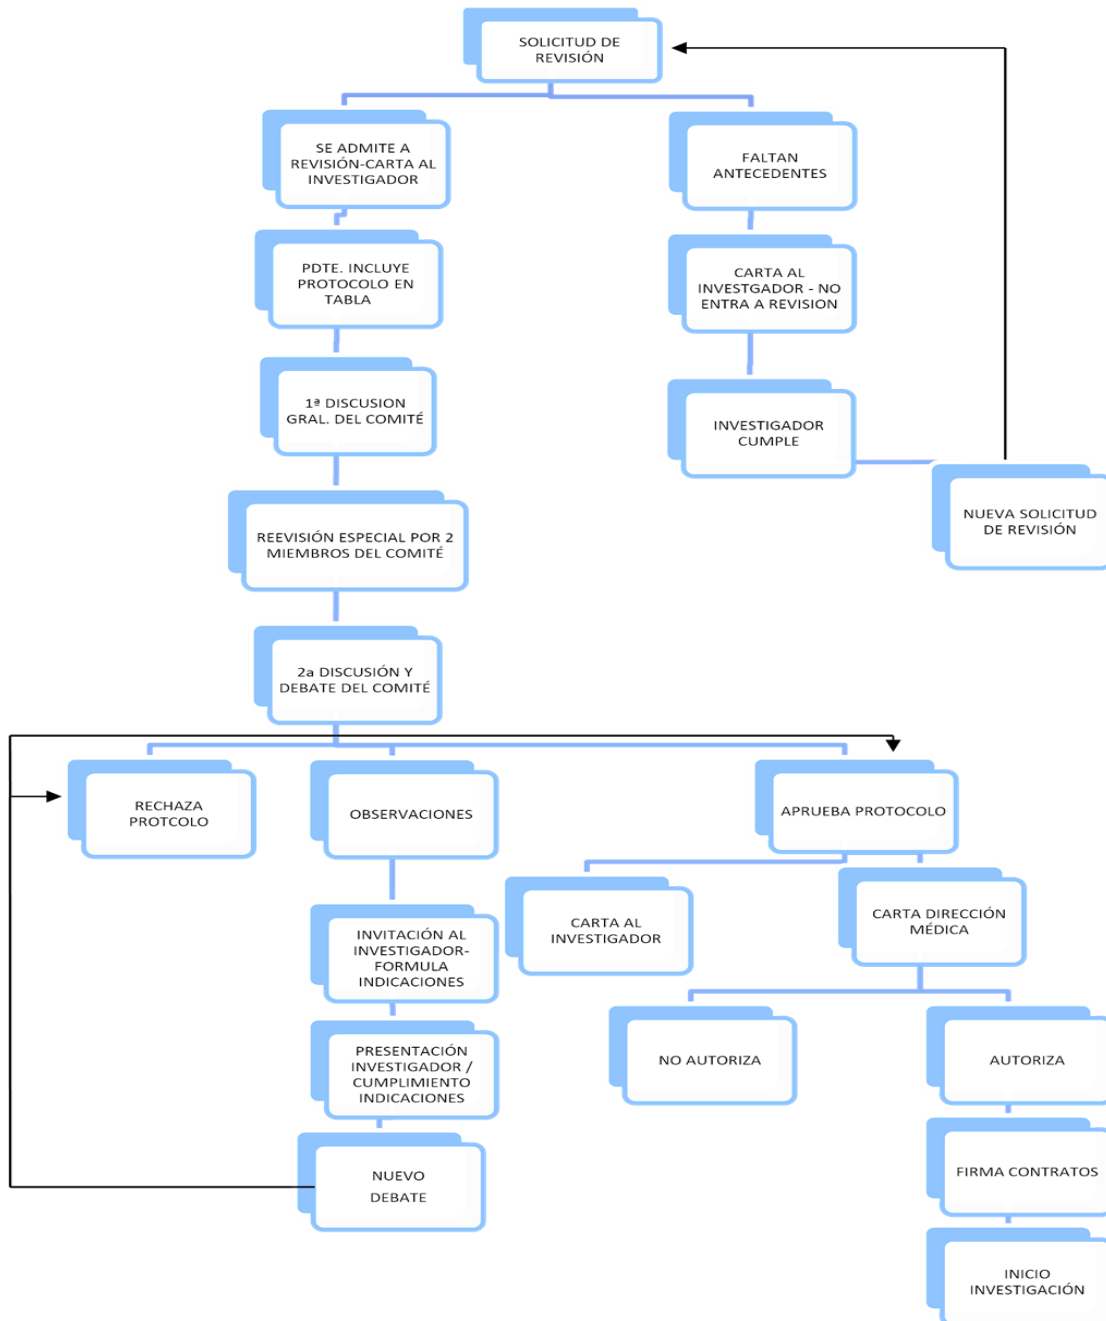 SOLICITUD DE
REVISIÓN
SE ADMITE A
REVISIÓN-CARTA AL
INVESTIGADOR
FALTAN
ANTECEDENTES
PDTE. INCLUYE
PROTOCOLO EN
TABLA
CARTA AL
INVESTGADOR - NO
ENTRA A REVISION
1ª DISCUSION
GRAL. DEL COMITÉ
INVESTIGADOR
CUMPLE
NUEVA SOLICITUD
DE REVISIÓN
REEVISIÓN ESPECIAL POR 2
MIEMBROS DEL COMITÉ
2a DISCUSIÓN Y
DEBATE DEL COMITÉ
RECHAZA
PROTCOLO
OBSERVACIONES
APRUEBA PROTOCOLO
INVITACIÓN AL
INVESTIGADOR-
FORMULA
INDICACIONES
CARTA AL
INVESTIGADOR
CARTA DIRECCIÓN
MÉDICA
PRESENTACIÓN
INVESTIGADOR /
CUMPLIMIENTO
INDICACIONES
NO AUTORIZA
AUTORIZA
NUEVO
DEBATE
FIRMA CONTRATOS
INICIO
INVESTIGACIÓN